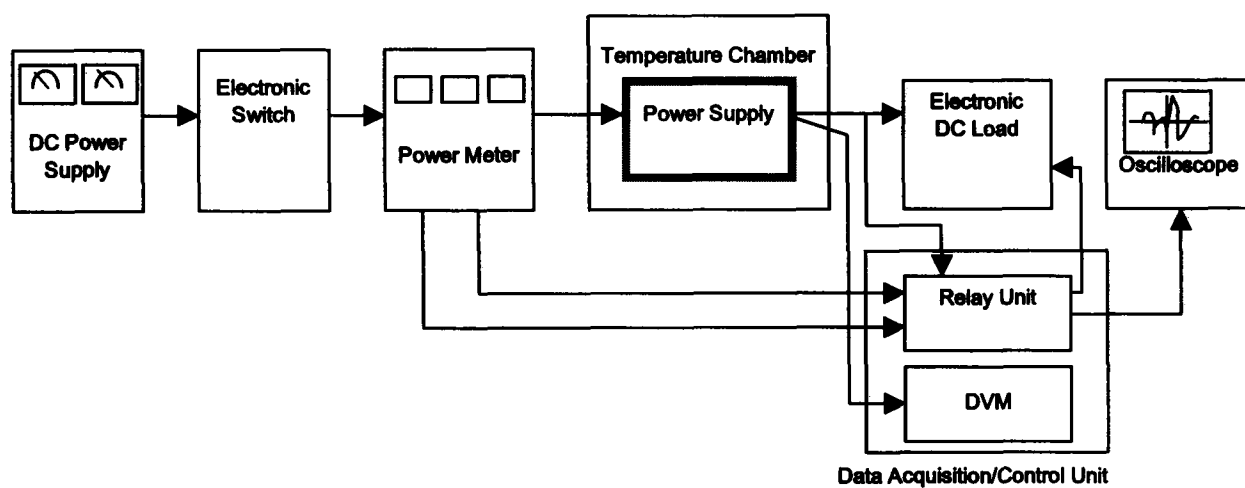 DC Power
Supply
Electronic
Switch
Power Meter
Temperature Chamber
Power Supply
Electronic
DC Load
Oscilloscope
Relay Unit
DVM
Data Acquisition/Control Unit